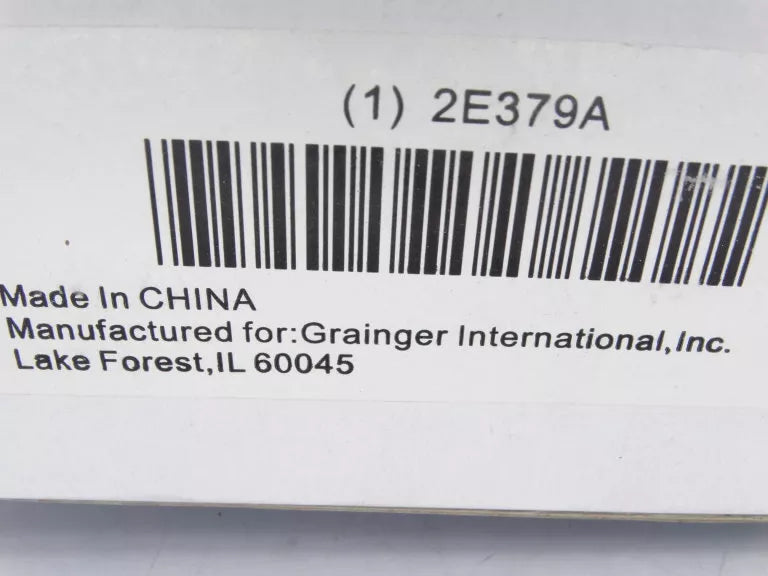 (1) 2E379A
Made In CHINA
Manufactured for:Grainger International,Inc.
Lake Forest,IL 60045